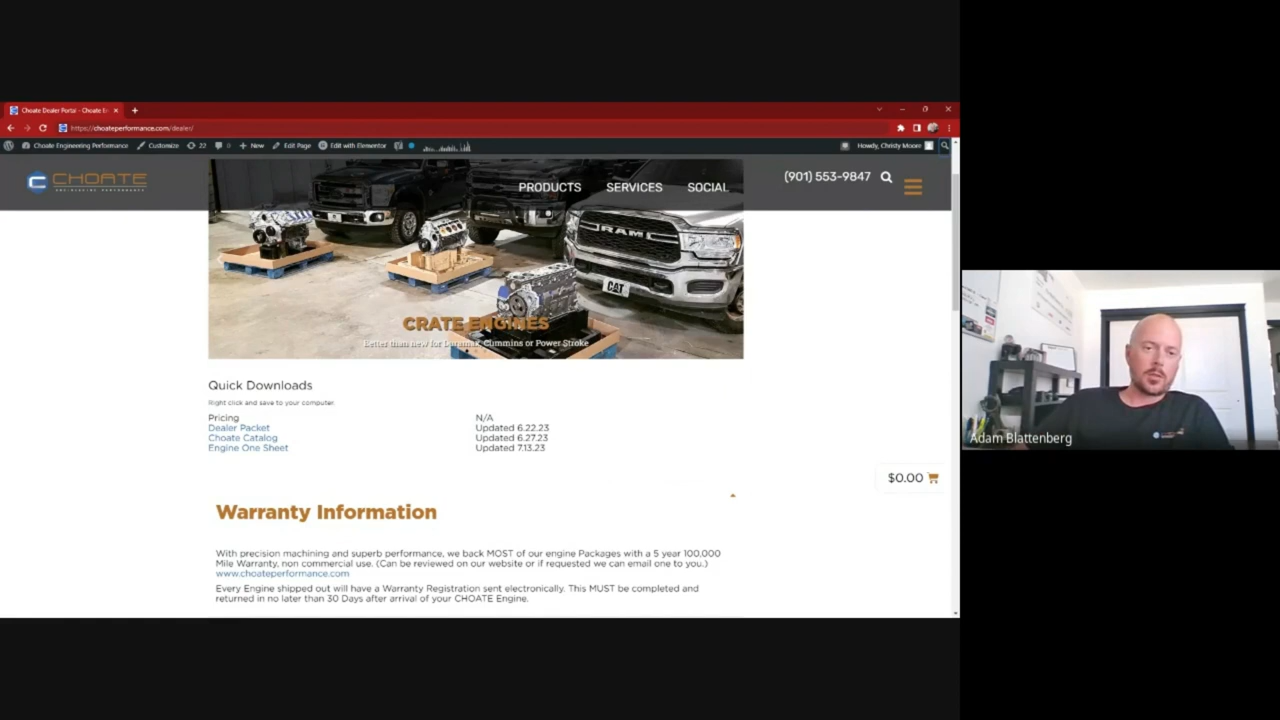 Choate Dealer Portal - Choate E
https://choateperformance.com/dealer/
Choate Engineering Performance
Customize
22
0
New
Edit Page
Edit with Elementor
Howdy, Christy Moore
CHOATE
ENGINEERING PERFORMANCE
PRODUCTS
SERVICES
SOCIAL
(901) 553-9847
RAM
CAT
CRATE ENGINES
Better than new for Duramax, Cummins or Power Stroke
Quick Downloads
Right click and save to your computer.
Pricing N/A
Dealer Packet Updated 6.22.23
Choate Catalog Updated 6.27.23
Engine One Sheet Updated 7.13.23
$0.00
Warranty Information
With precision machining and superb performance, we back MOST of our engine Packages with a 5 year 100,000
Mile Warranty, non commercial use. (Can be reviewed on our website or if requested we can email one to you.)
www.choateperformance.com
Every Engine shipped out will have a Warranty Registration sent electronically. This MUST be completed and
returned in no later than 30 Days after arrival of your CHOATE Engine.
Adam Blattenberg